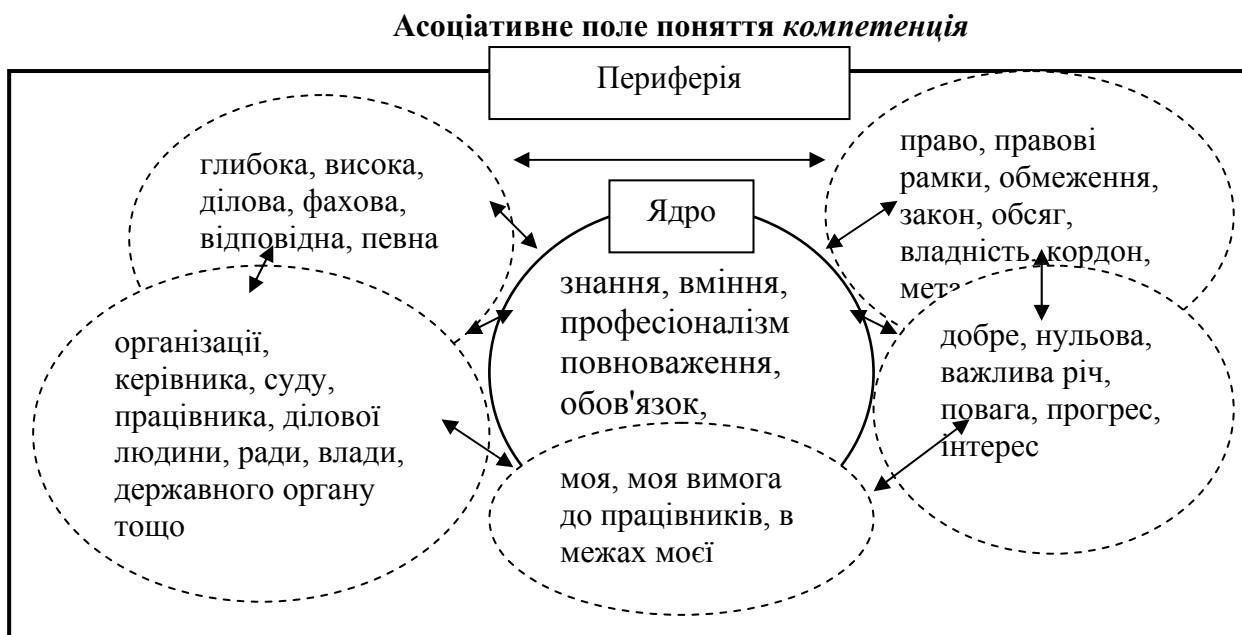 Асоціативне поле поняття компетенція
Периферія
глибока, висока,
ділова, фахова,
відповідна, певна
право, правові
рамки, обмеження,
закон, обсяг,
владність, кордон,
мета
Ядро
знання, вміння,
професіоналізм
повноваження,
обов'язок,
організації,
керівника, суду,
працівника, ділової
людини, ради, влади,
державного органу
тощо
добре, нульова,
важлива річ,
повага, прогрес,
інтерес
моя, моя вимога
до працівників, в
межах моєї